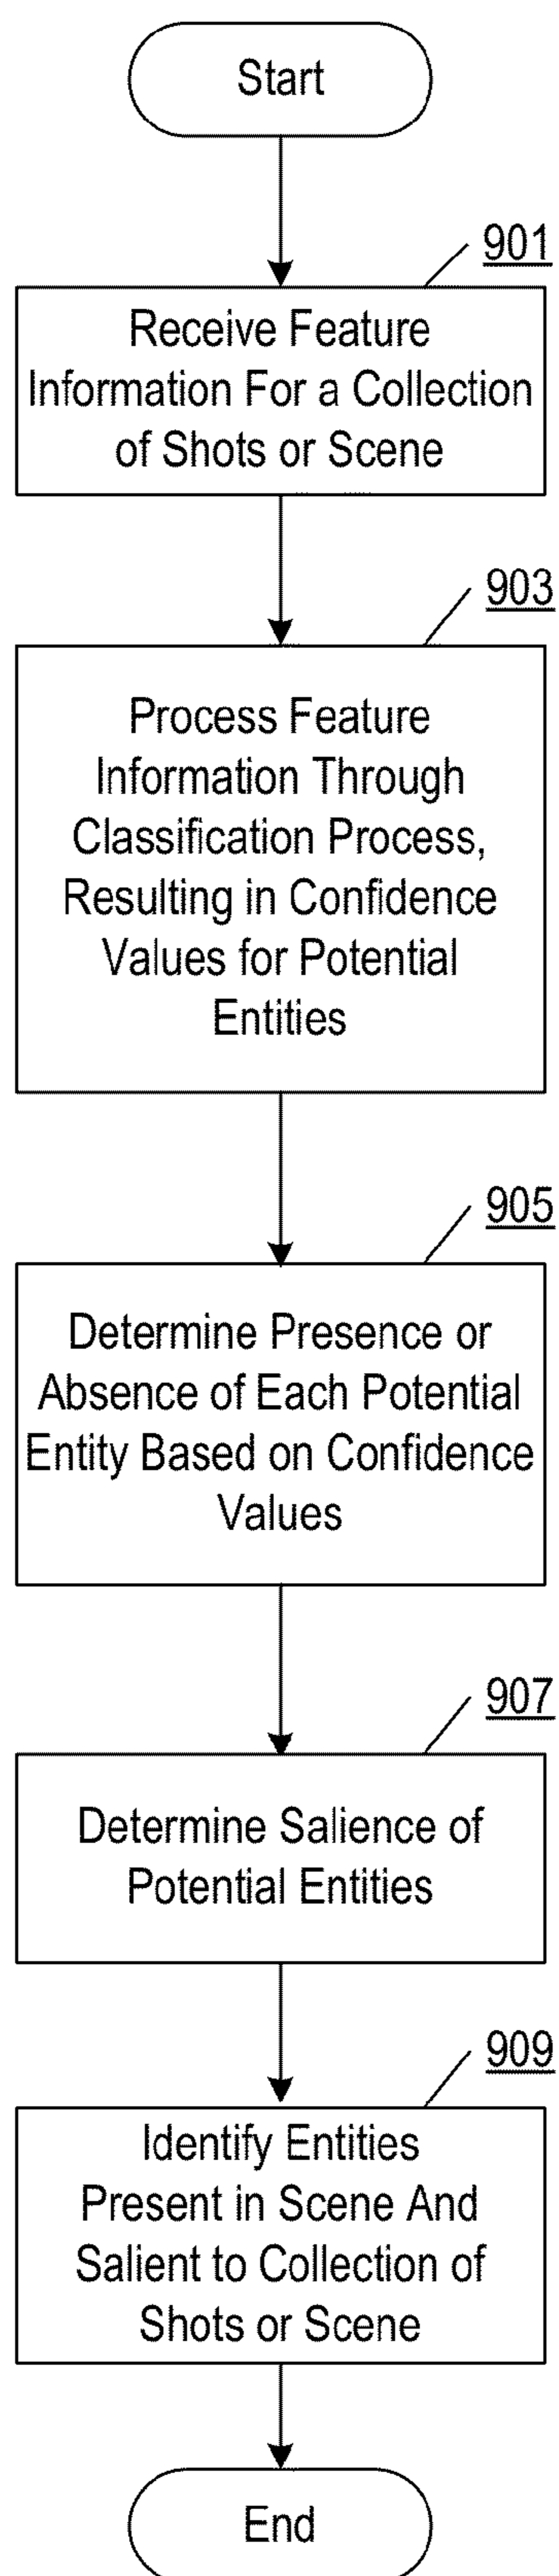 Start
901
Receive Feature
Information For a Collection
of Shots or Scene
903
Process Feature
Information Through
Classification Process,
Resulting in Confidence
Values for Potential
Entities
905
Determine Presence or
Absence of Each Potential
Entity Based on Confidence
Values
907
Determine Salience of
Potential Entities
909
Identify Entities
Present in Scene And
Salient to Collection of
Shots or Scene
End